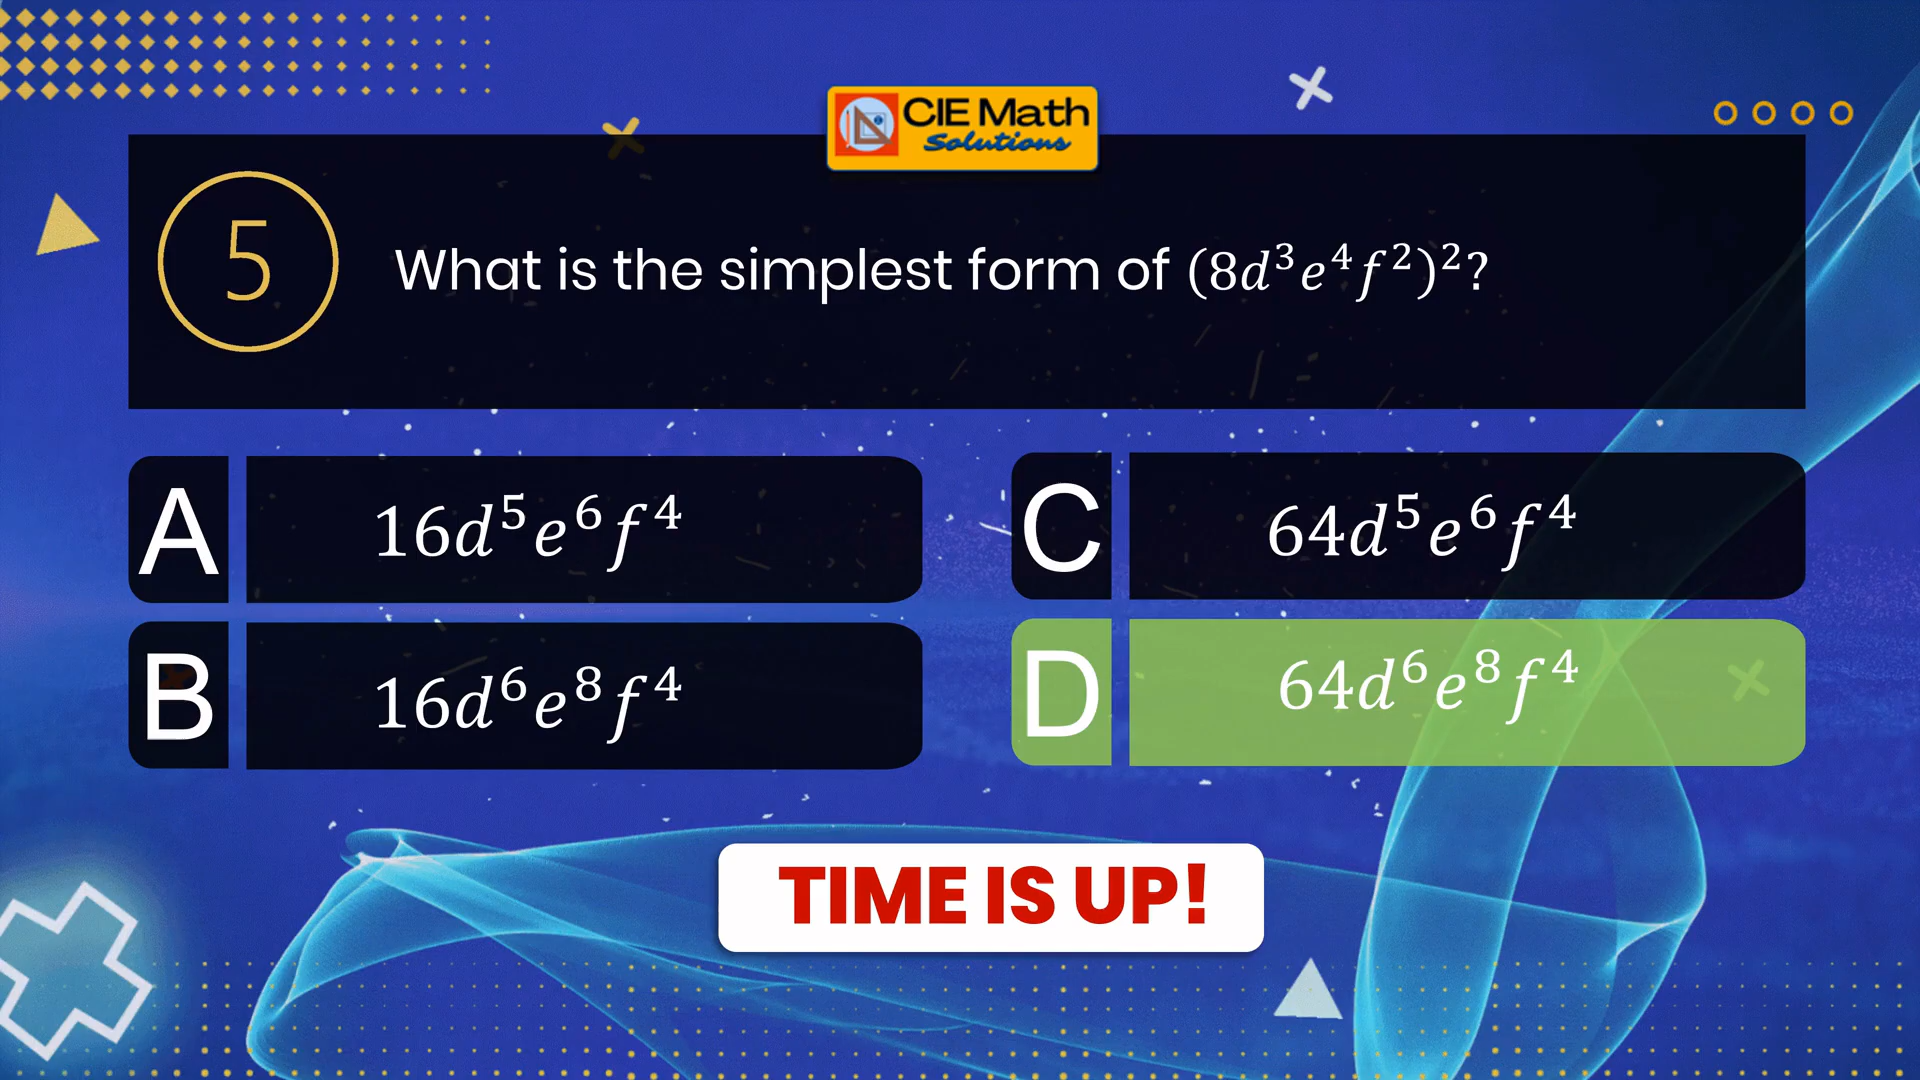 CIE Math
Solutions
5
What is the simplest form of (8d³e⁴f²)²?
A
16d⁵e⁶f⁴
B
16d⁶e⁸f⁴
C
64d⁵e⁶f⁴
D
64d⁶e⁸f⁴
TIME IS UP!